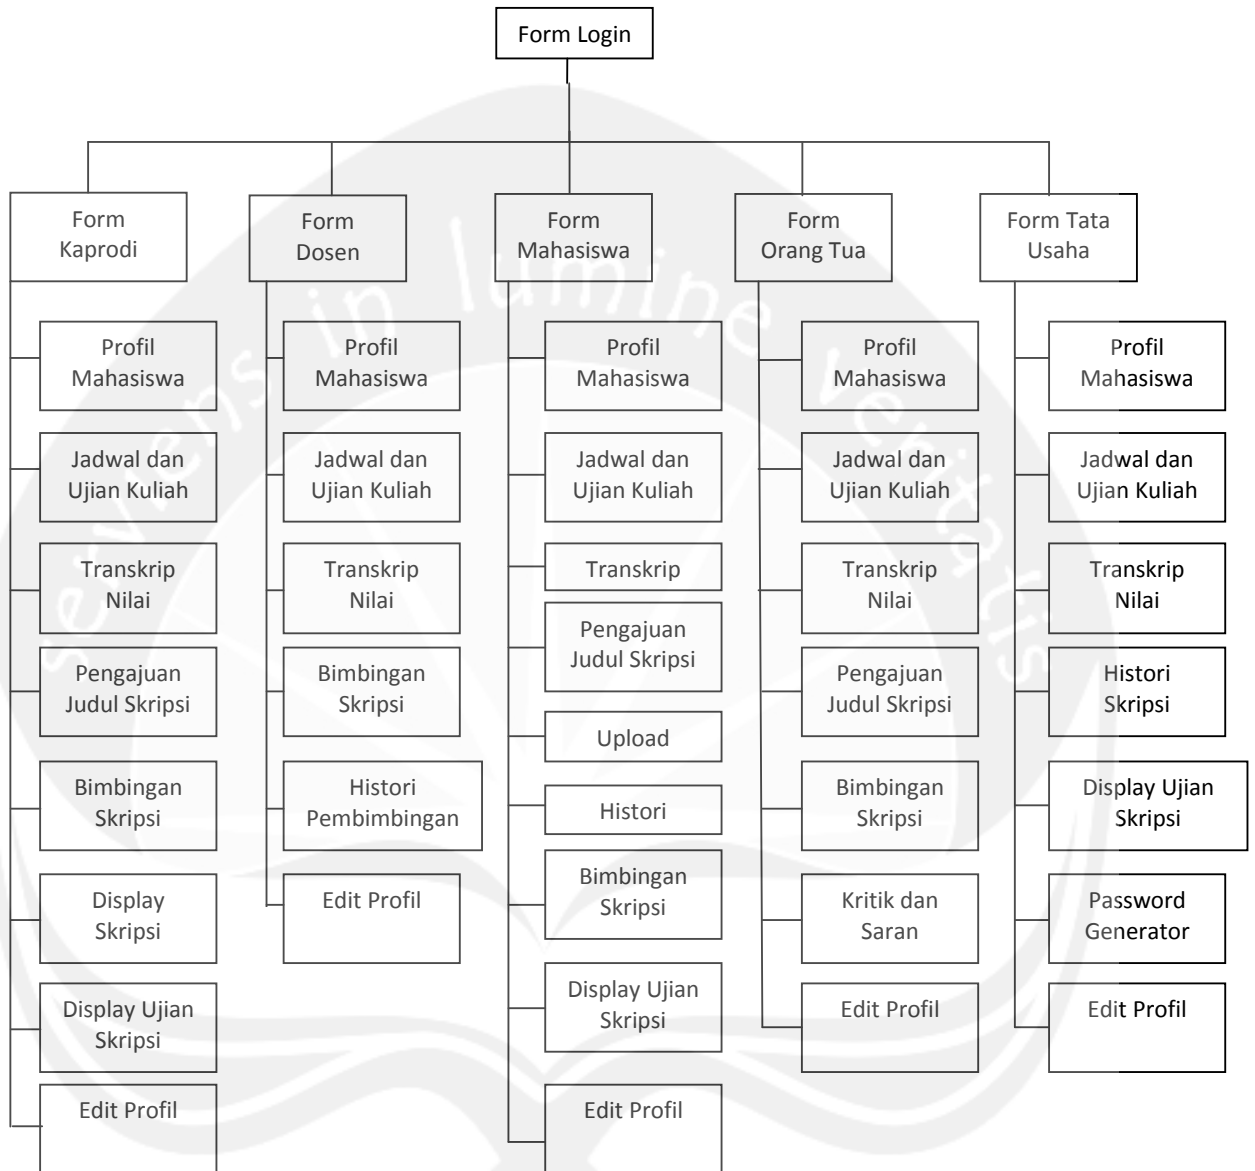 Form Login
Form
Kaprodi
Form
Dosen
Form
Mahasiswa
Form
Orang Tua
Form Tata
Usaha
Profil
Mahasiswa
Jadwal dan
Ujian Kuliah
Transkrip
Nilai
Pengajuan
Judul Skripsi
Bimbingan
Skripsi
Display
Skripsi
Display Ujian
Skripsi
Edit Profil
Profil
Mahasiswa
Jadwal dan
Ujian Kuliah
Transkrip
Nilai
Bimbingan
Skripsi
Histori
Pembimbingan
Edit Profil
Profil
Mahasiswa
Jadwal dan
Ujian Kuliah
Transkrip
Pengajuan
Judul Skripsi
Upload
Histori
Bimbingan
Skripsi
Display Ujian
Skripsi
Edit Profil
Profil
Mahasiswa
Jadwal dan
Ujian Kuliah
Transkrip
Nilai
Pengajuan
Judul Skripsi
Bimbingan
Skripsi
Kritik dan
Saran
Edit Profil
Profil
Mahasiswa
Jadwal dan
Ujian Kuliah
Transkrip
Nilai
Histori
Skripsi
Display Ujian
Skripsi
Password
Generator
Edit Profil
serviens in lumine veritatis